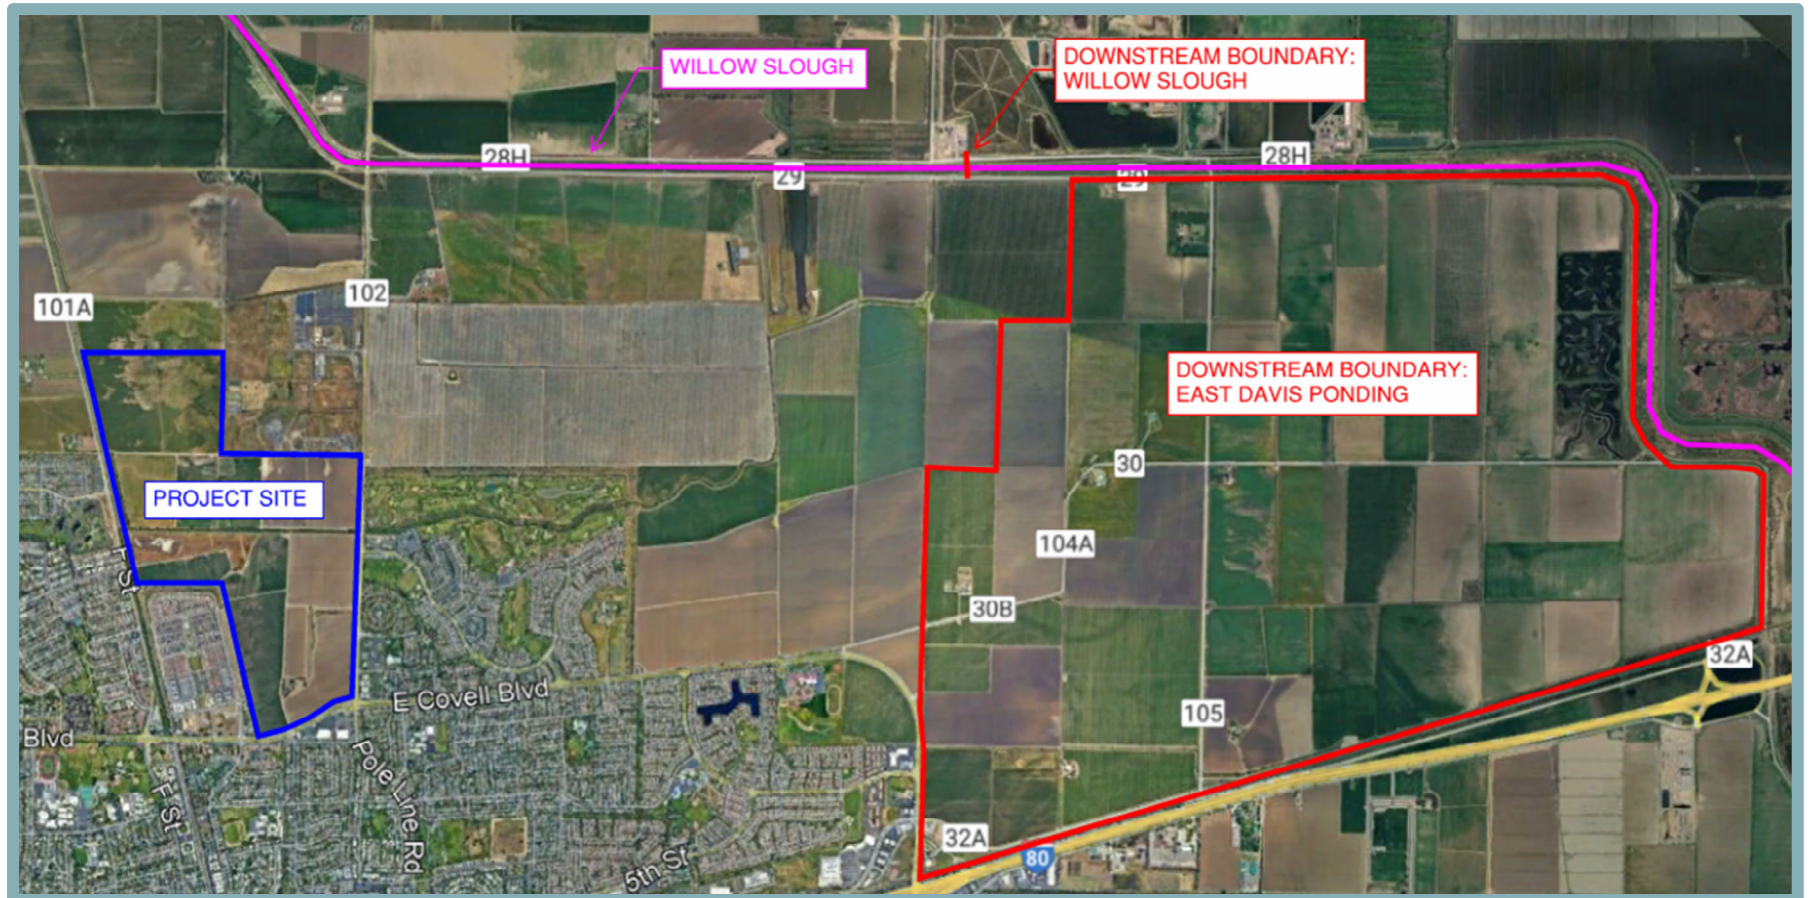 WILLOW SLOUGH
DOWNSTREAM BOUNDARY:
WILLOW SLOUGH
28H
28H
29
29
101A
102
DOWNSTREAM BOUNDARY:
EAST DAVIS PONDING
30
PROJECT SITE
104A
F St
30B
32A
E Covell Blvd
105
Blvd
Pole Line Rd
F St
32A
80
5th St